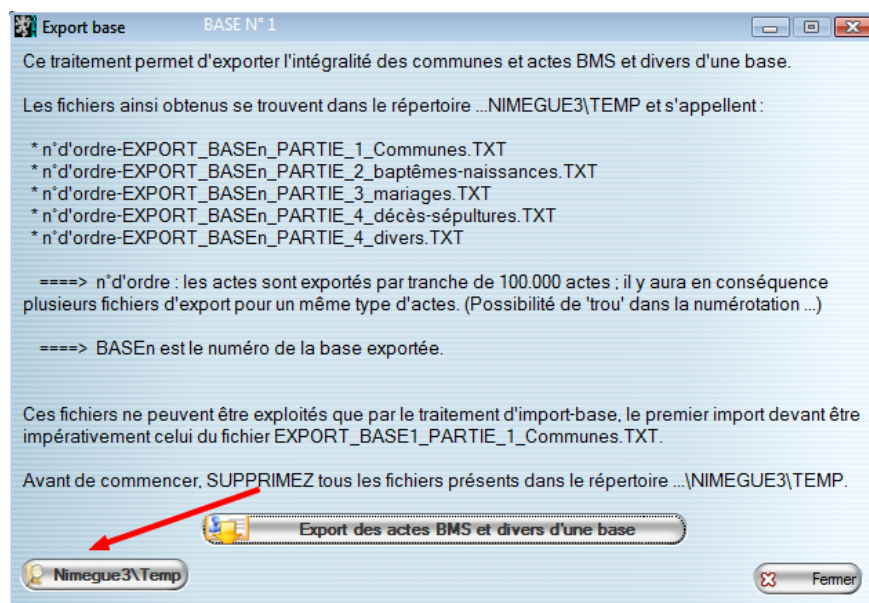 Export base BASE N° 1
Ce traitement permet d'exporter l'intégralité des communes et actes BMS et divers d'une base.
Les fichiers ainsi obtenus se trouvent dans le répertoire ...NIMEGUE3\TEMP et s'appellent :
* n°d'ordre-EXPORT_BASEn_PARTIE_1_Communes.TXT
* n°d'ordre-EXPORT_BASEn_PARTIE_2_baptêmes-naissances.TXT
* n°d'ordre-EXPORT_BASEn_PARTIE_3_mariages.TXT
* n°d'ordre-EXPORT_BASEn_PARTIE_4_décès-sépultures.TXT
* n°d'ordre-EXPORT_BASEn_PARTIE_4_divers.TXT
====> n°d'ordre : les actes sont exportés par tranche de 100.000 actes ; il y aura en conséquence
plusieurs fichiers d'export pour un même type d'actes. (Possibilité de 'trou' dans la numérotation ...)
====> BASEn est le numéro de la base exportée.
Ces fichiers ne peuvent être exploités que par le traitement d'import-base, le premier import devant être
impérativement celui du fichier EXPORT_BASE1_PARTIE_1_Communes.TXT.
Avant de commencer, SUPPRIMEZ tous les fichiers présents dans le répertoire ...\NIMEGUE3\TEMP.
Export des actes BMS et divers d'une base
Nimegue3\Temp
Fermer